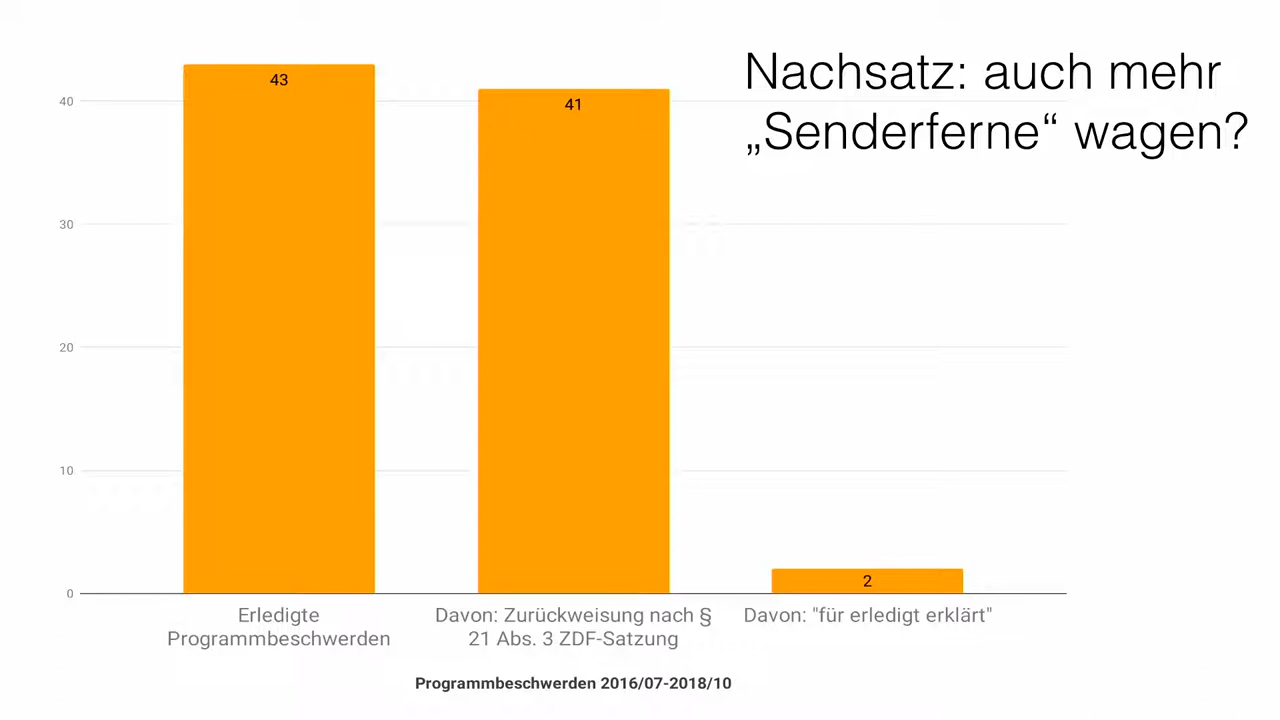 Nachsatz: auch mehr
„Senderferne“ wagen?
43
41
2
40
30
20
10
0
Erledigte
Programmbeschwerden
Davon: Zurückweisung nach §
21 Abs. 3 ZDF-Satzung
Davon: "für erledigt erklärt"
Programmbeschwerden 2016/07-2018/10